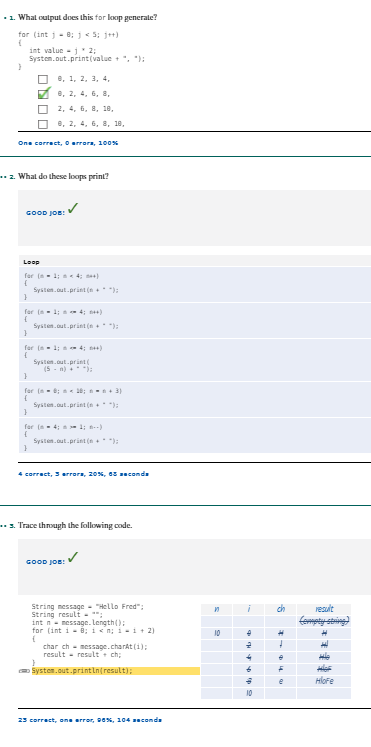 1. What output does this for loop generate?
for (int j = 0; j < 5; j++)
{
int value = j * 2;
System.out.print(value + ", ");
}
0, 1, 2, 3, 4,
0, 2, 4, 6, 8,
2, 4, 6, 8, 10,
0, 2, 4, 6, 8, 10,
One correct, 0 errors, 100%
2. What do these loops print?
GOOD JOB!
Loop
for (n = 1; n < 4; n++)
{
System.out.print(n + " ");
}
for (n = 1; n <= 4; n++)
{
System.out.print(n + " ");
}
for (n = 1; n <= 4; n++)
{
System.out.print(
(5 - n) + " ");
}
for (n = 0; n < 10; n = n + 3)
{
System.out.print(n + " ");
}
for (n = 4; n >= 1; n--)
{
System.out.print(n + " ");
}
4 correct, 3 errors, 20%, 63 seconds
3. Trace through the following code.
GOOD JOB!
String message = "Hello Fred";
String result = "";
int n = message.length();
for (int i = 0; i < n; i = i + 2)
{
char ch = message.charAt(i);
result = result + ch;
}
System.out.println(result);
n i ch result
(empty string)
10 0 H H
2 l Hl
4 o Hlo
6 F HloF
8 e HloFe
10
23 correct, one error, 96%, 104 seconds